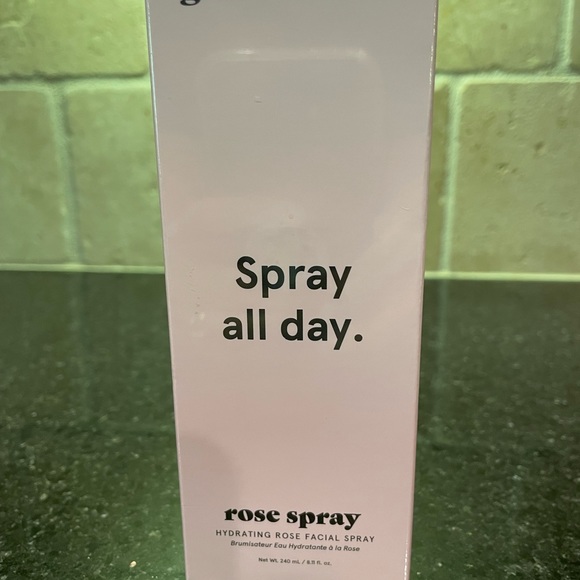 Spray
all day.
rose spray
HYDRATING ROSE FACIAL SPRAY
Brumisateur Eau Hydratante à la Rose
Net Wt. 240 mL / 8.11 fl. oz.